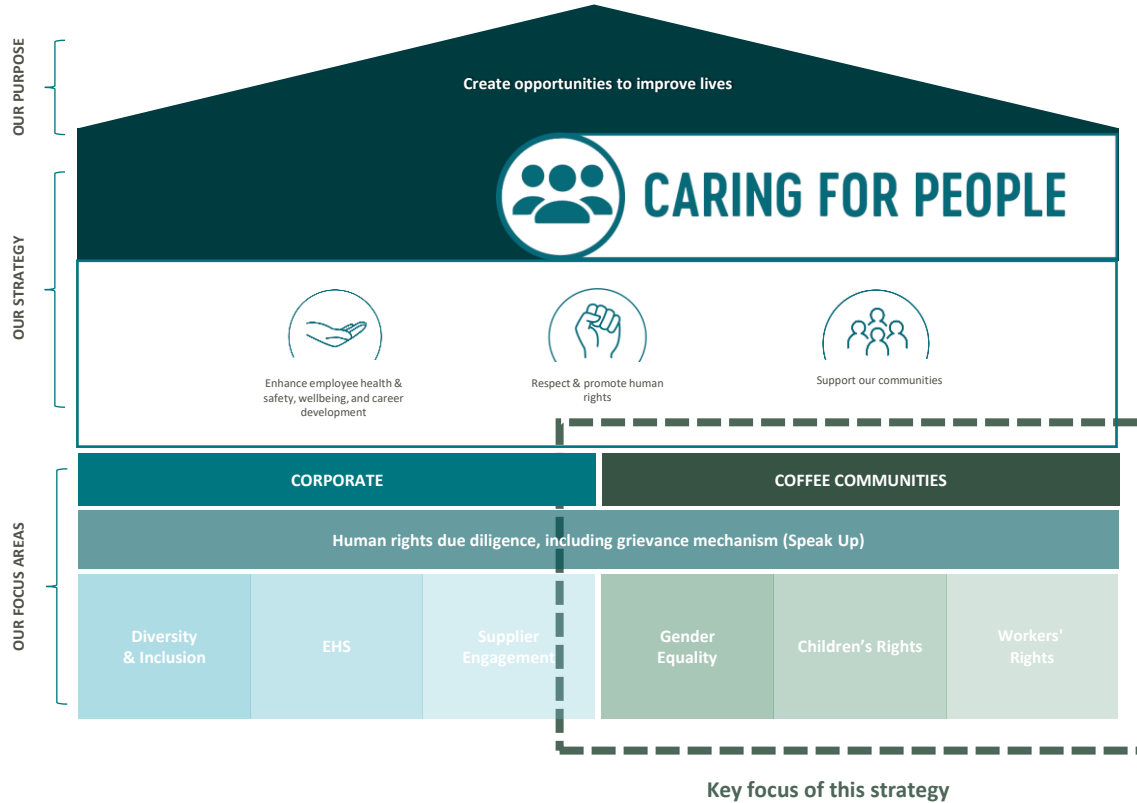 OUR PURPOSE
Create opportunities to improve lives
OUR STRATEGY
CARING FOR PEOPLE
Enhance employee health &
safety, wellbeing, and career
development
Respect & promote human
rights
Support our communities
OUR FOCUS AREAS
CORPORATE
COFFEE COMMUNITIES
Human rights due diligence, including grievance mechanism (Speak Up)
Diversity
& Inclusion
EHS
Supplier
Engagement
Gender
Equality
Children's Rights
Workers'
Rights
Key focus of this strategy